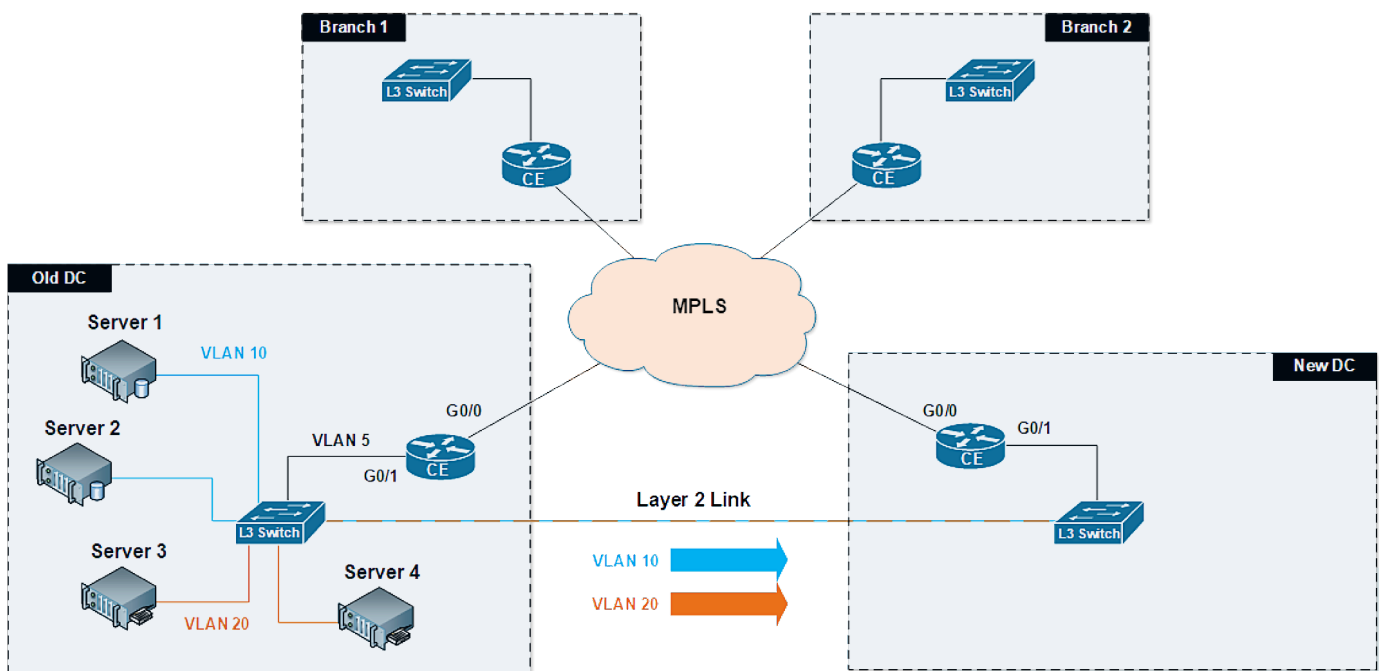 Branch 1
Branch 2
L3 Switch
L3 Switch
CE
CE
MPLS
Old DC
Server 1
VLAN 10
Server 2
VLAN 5
G0/0
G0/1
CE
L3 Switch
Server 3
VLAN 20
Server 4
Layer 2 Link
VLAN 10
VLAN 20
New DC
G0/0
G0/1
CE
L3 Switch